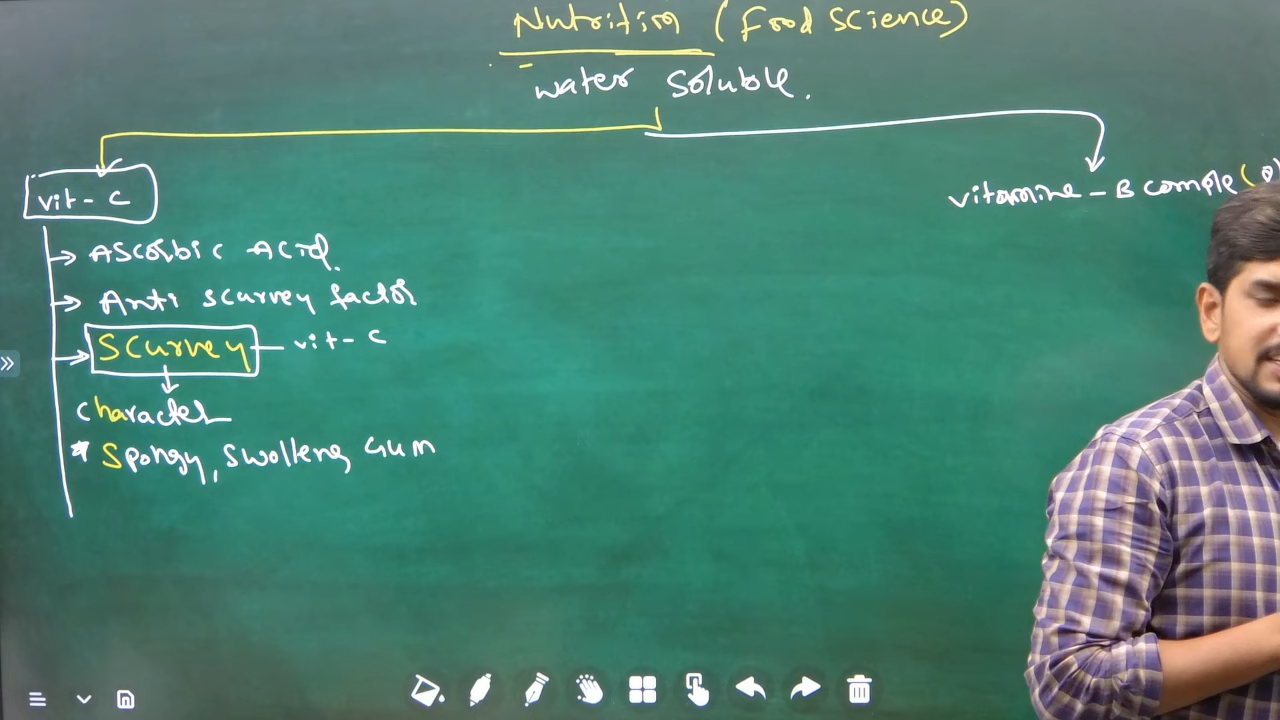 Nutrition (Food Science)
water soluble.
vit - C
vitamine - B comple
Ascorbic Acid.
Anti scurvey factor
Scurvey - vit - C
character
* Spongy, swolleng Gum